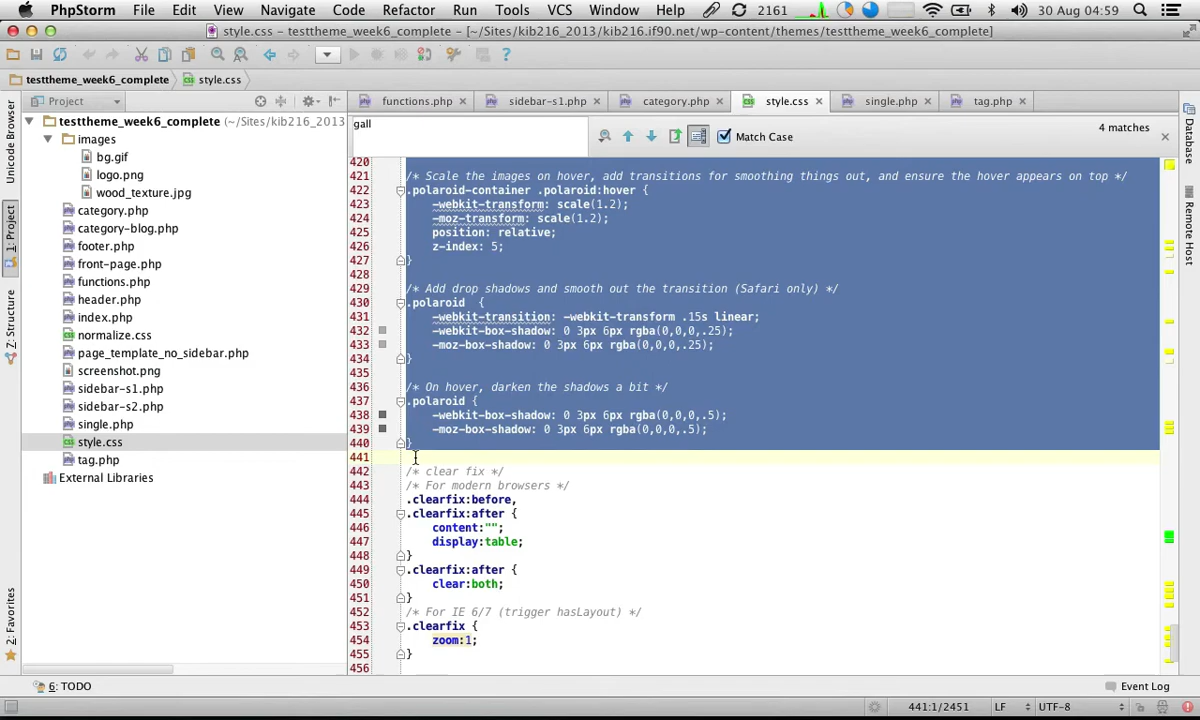 PhpStorm File Edit View Navigate Code Refactor Run Tools VCS Window Help 2161 30 Aug 04:59
style.css - testtheme_week6_complete - [~/Sites/kib216_2013/kib216.if90.net/wp-content/themes/testtheme_week6_complete]
testtheme_week6_complete style.css
Project functions.php sidebar-s1.php category.php style.css single.php tag.php
testtheme_week6_complete (~/Sites/kib216_2013
images
bg.gif
logo.png
wood_texture.jpg
category.php
category-blog.php
footer.php
front-page.php
functions.php
header.php
index.php
normalize.css
page_template_no_sidebar.php
screenshot.png
sidebar-s1.php
sidebar-s2.php
single.php
style.css
tag.php
External Libraries
Unicode Browser
1: Project
Z: Structure
2: Favorites
gall
Match Case
4 matches
420
421 /* Scale the images on hover, add transitions for smoothing things out, and ensure the hover appears on top */
422 .polaroid-container .polaroid:hover {
423 -webkit-transform: scale(1.2);
424 -moz-transform: scale(1.2);
425 position: relative;
426 z-index: 5;
427 }
428
429 /* Add drop shadows and smooth out the transition (Safari only) */
430 .polaroid {
431 -webkit-transition: -webkit-transform .15s linear;
432 -webkit-box-shadow: 0 3px 6px rgba(0,0,0,.25);
433 -moz-box-shadow: 0 3px 6px rgba(0,0,0,.25);
434 }
435
436 /* On hover, darken the shadows a bit */
437 .polaroid {
438 -webkit-box-shadow: 0 3px 6px rgba(0,0,0,.5);
439 -moz-box-shadow: 0 3px 6px rgba(0,0,0,.5);
440 }
441
442 /* clear fix */
443 /* For modern browsers */
444 .clearfix:before,
445 .clearfix:after {
446 content:"";
447 display:table;
448 }
449 .clearfix:after {
450 clear:both;
451 }
452 /* For IE 6/7 (trigger hasLayout) */
453 .clearfix {
454 zoom:1;
455 }
456
Database
Remote Host
6: TODO
Event Log
441:1/2451 LF UTF-8